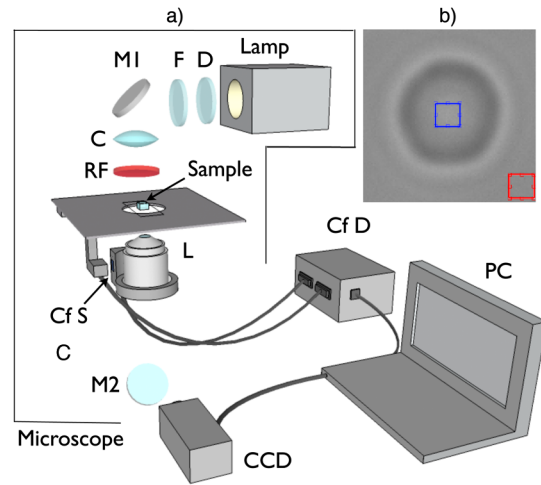 a)
b)
Lamp
M1
F
D
C
RF
Sample
L
Cf D
PC
Cf S
C
M2
Microscope
CCD